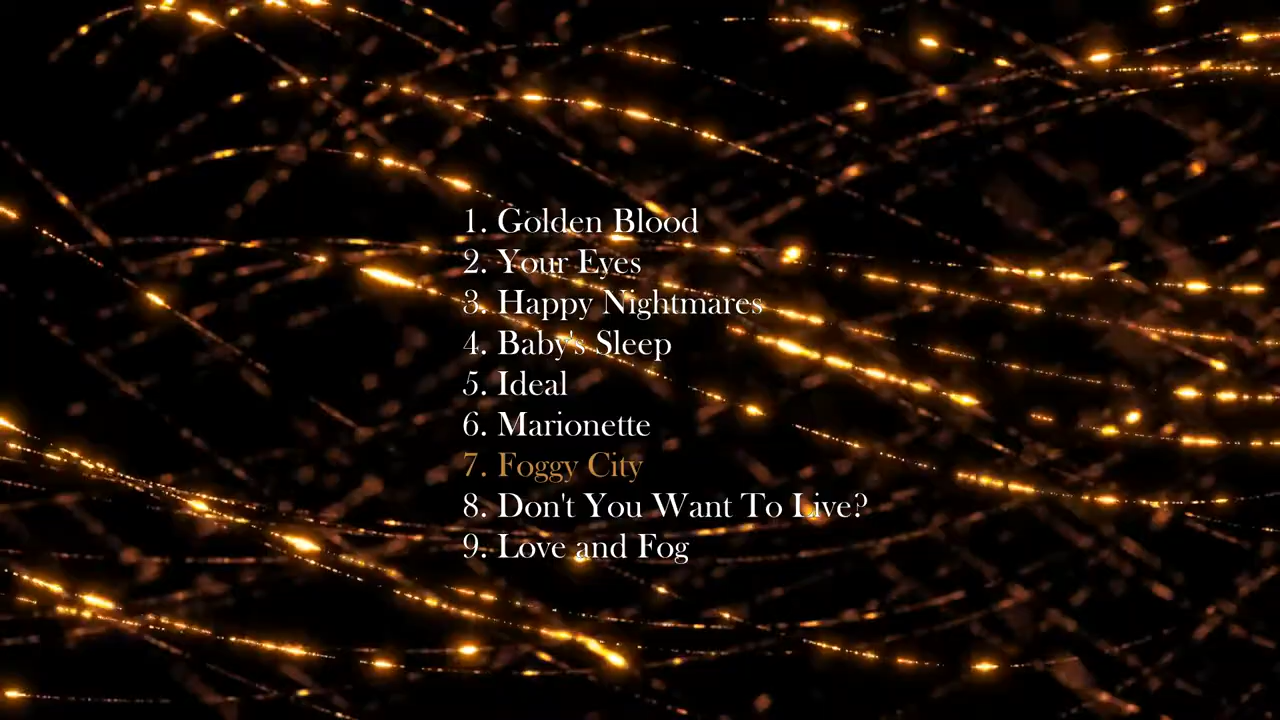 1. Golden Blood
2. Your Eyes
3. Happy Nightmares
4. Baby's Sleep
5. Ideal
6. Marionette
7. Foggy City
8. Don't You Want To Live?
9. Love and Fog